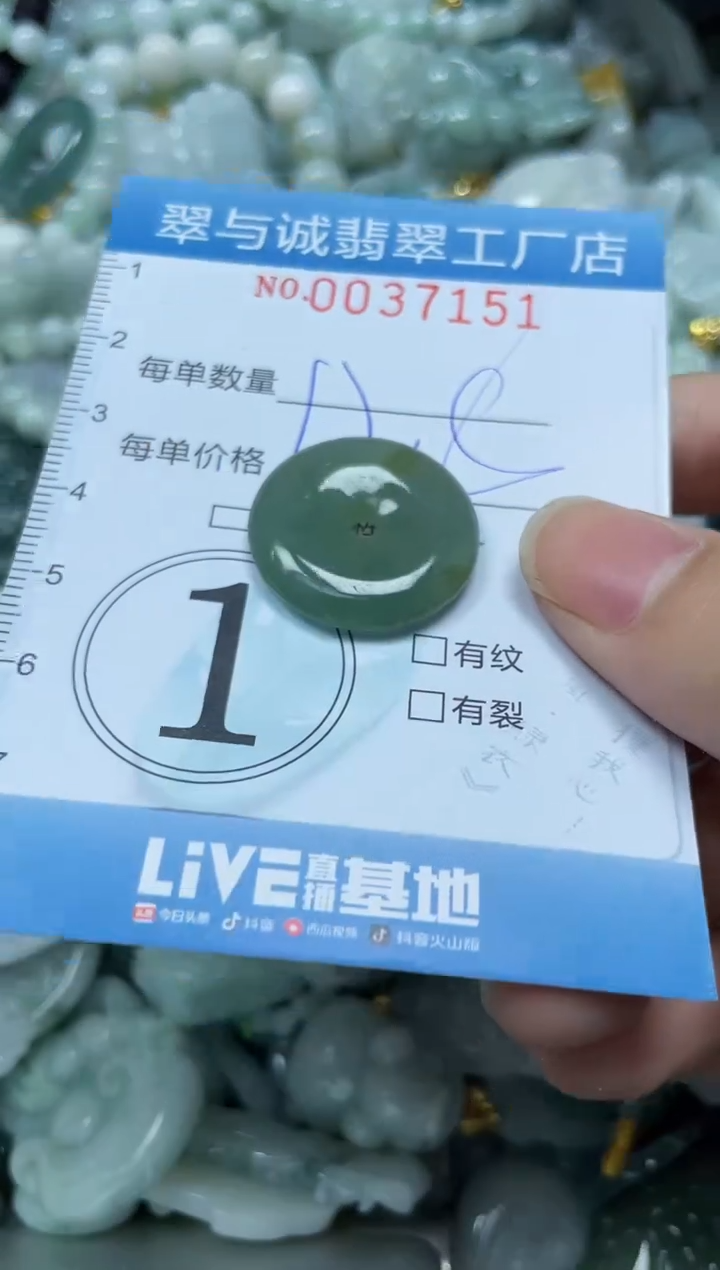 翠与诚翡翠工厂店
NO.0037151
每单数量
每单价格
1
2
3
4
5
6
1
有纹
有裂
LiVE直播基地
头条 今日头条 抖音 西瓜视频 抖音火山版